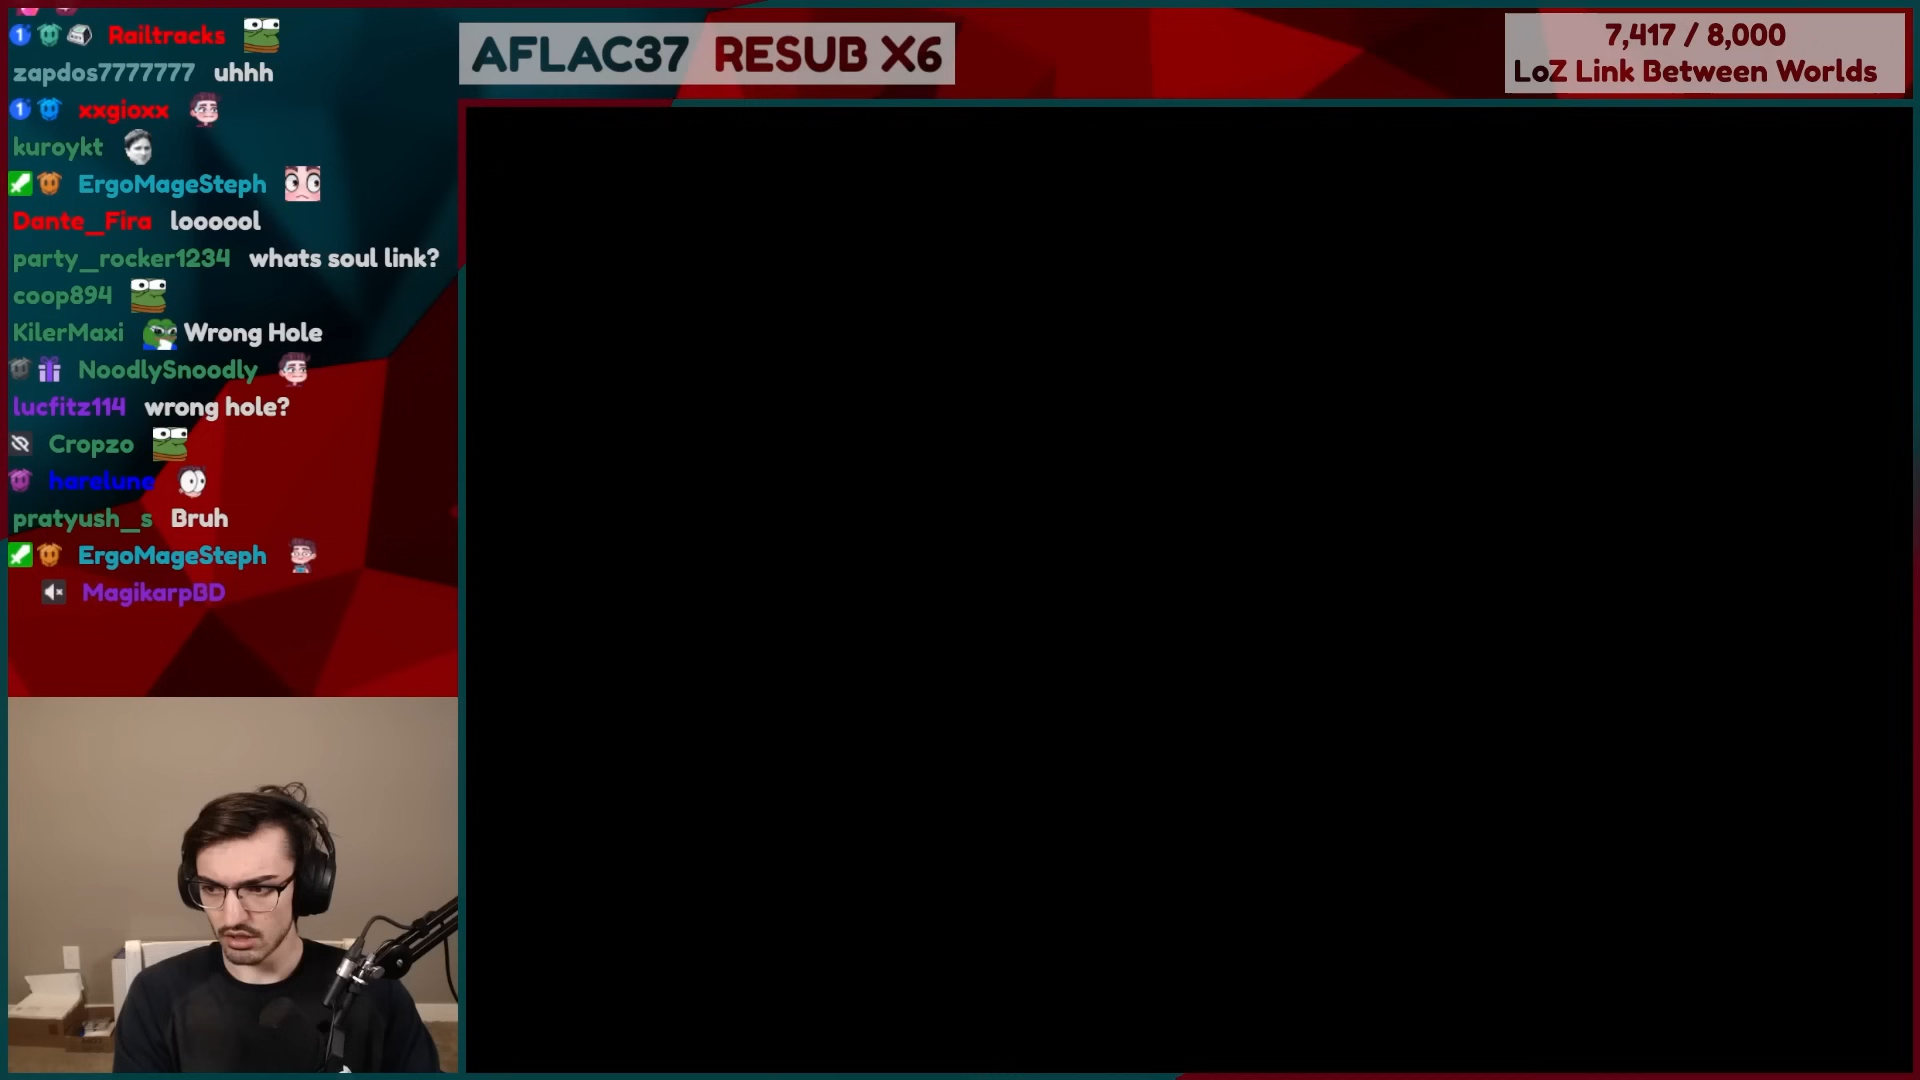 Railtracks
zapdos7777777 uhhh
xxgioxx
kuroykt
ErgoMageSteph
Dante_Fira loooool
party_rocker1234 whats soul link?
coop894
KilerMaxi Wrong Hole
NoodlySnoodly
lucfitz114 wrong hole?
Cropzo
harelune
pratyush_s Bruh
ErgoMageSteph
MagikarpBD
AFLAC37 RESUB X6
7,417 / 8,000
LoZ Link Between Worlds